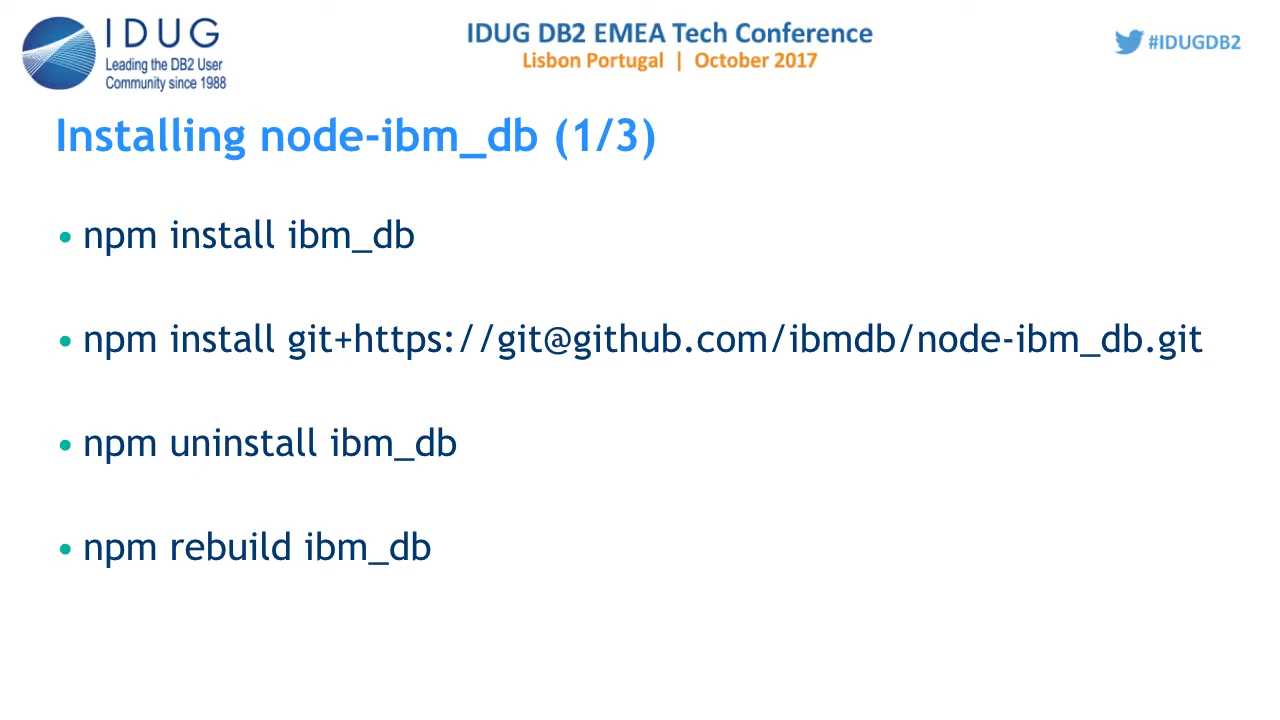 IDUG
Leading the DB2 User
Community since 1988
IDUG DB2 EMEA Tech Conference
Lisbon Portugal | October 2017
#IDUGDB2
Installing node-ibm_db (1/3)
• npm install ibm_db
• npm install git+https://git@github.com/ibmdb/node-ibm_db.git
• npm uninstall ibm_db
• npm rebuild ibm_db